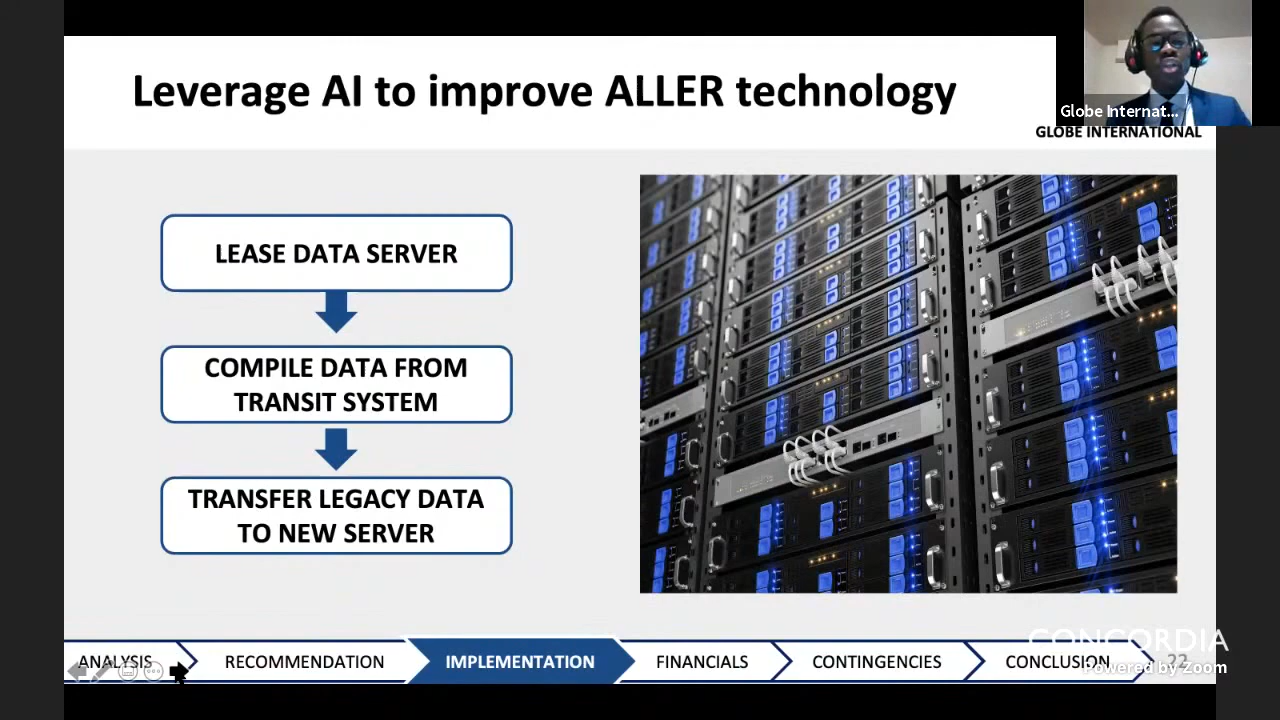 Leverage AI to improve ALLER technology
Globe Internat...
GLOBE INTERNATIONAL
LEASE DATA SERVER
COMPILE DATA FROM
TRANSIT SYSTEM
TRANSFER LEGACY DATA
TO NEW SERVER
ANALYSIS
RECOMMENDATION
IMPLEMENTATION
FINANCIALS
CONTINGENCIES
CONCLUSION
22
CONCORDIA
Powered by Zoom